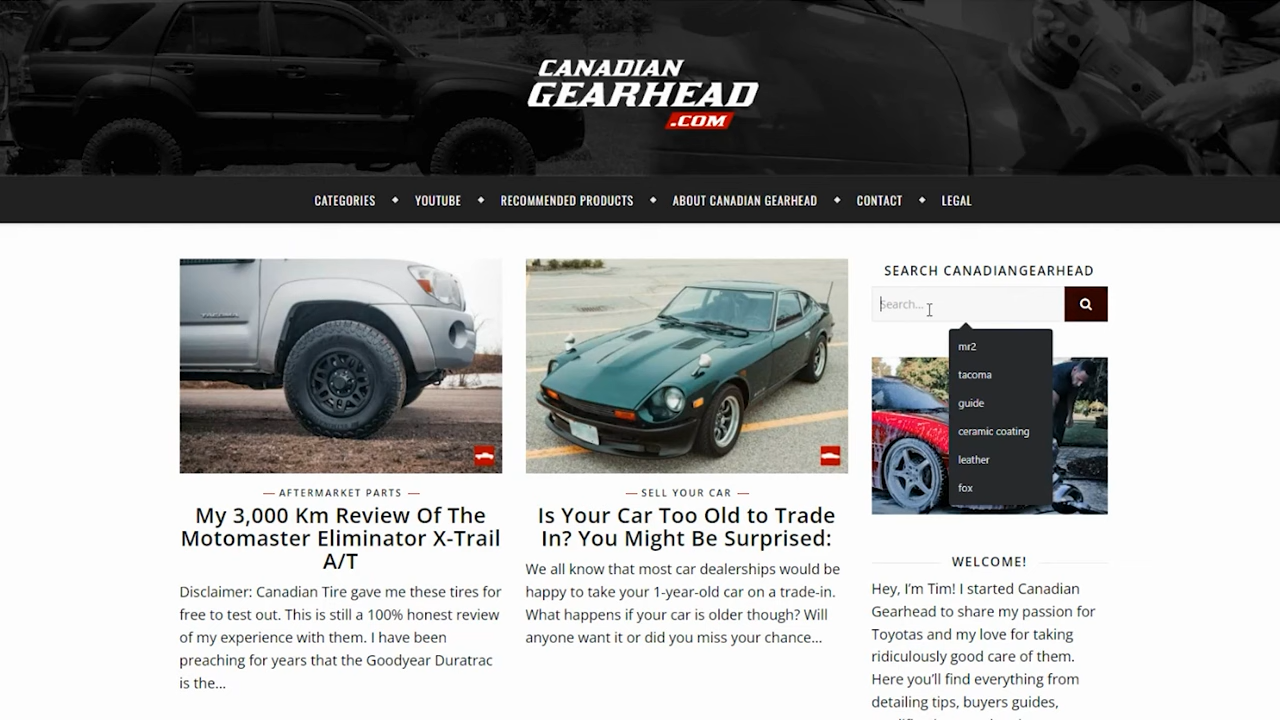 CANADIAN
GEARHEAD
.COM
CATEGORIES
YOUTUBE
RECOMMENDED PRODUCTS
ABOUT CANADIAN GEARHEAD
CONTACT
LEGAL
AFTERMARKET PARTS
My 3,000 Km Review Of The
Motomaster Eliminator X-Trail
A/T
Disclaimer: Canadian Tire gave me these tires for
free to test out. This is still a 100% honest review
of my experience with them. I have been
preaching for years that the Goodyear Duratrac
is the...
SELL YOUR CAR
Is Your Car Too Old to Trade
In? You Might Be Surprised:
We all know that most car dealerships would be
happy to take your 1-year-old car on a trade-in.
What happens if your car is older though? Will
anyone want it or did you miss your chance...
SEARCH CANADIANGEARHEAD
Search...
mr2
tacoma
guide
ceramic coating
leather
fox
WELCOME!
Hey, I'm Tim! I started Canadian
Gearhead to share my passion for
Toyotas and my love for taking
ridiculously good care of them.
Here you'll find everything from
detailing tips, buyers guides,